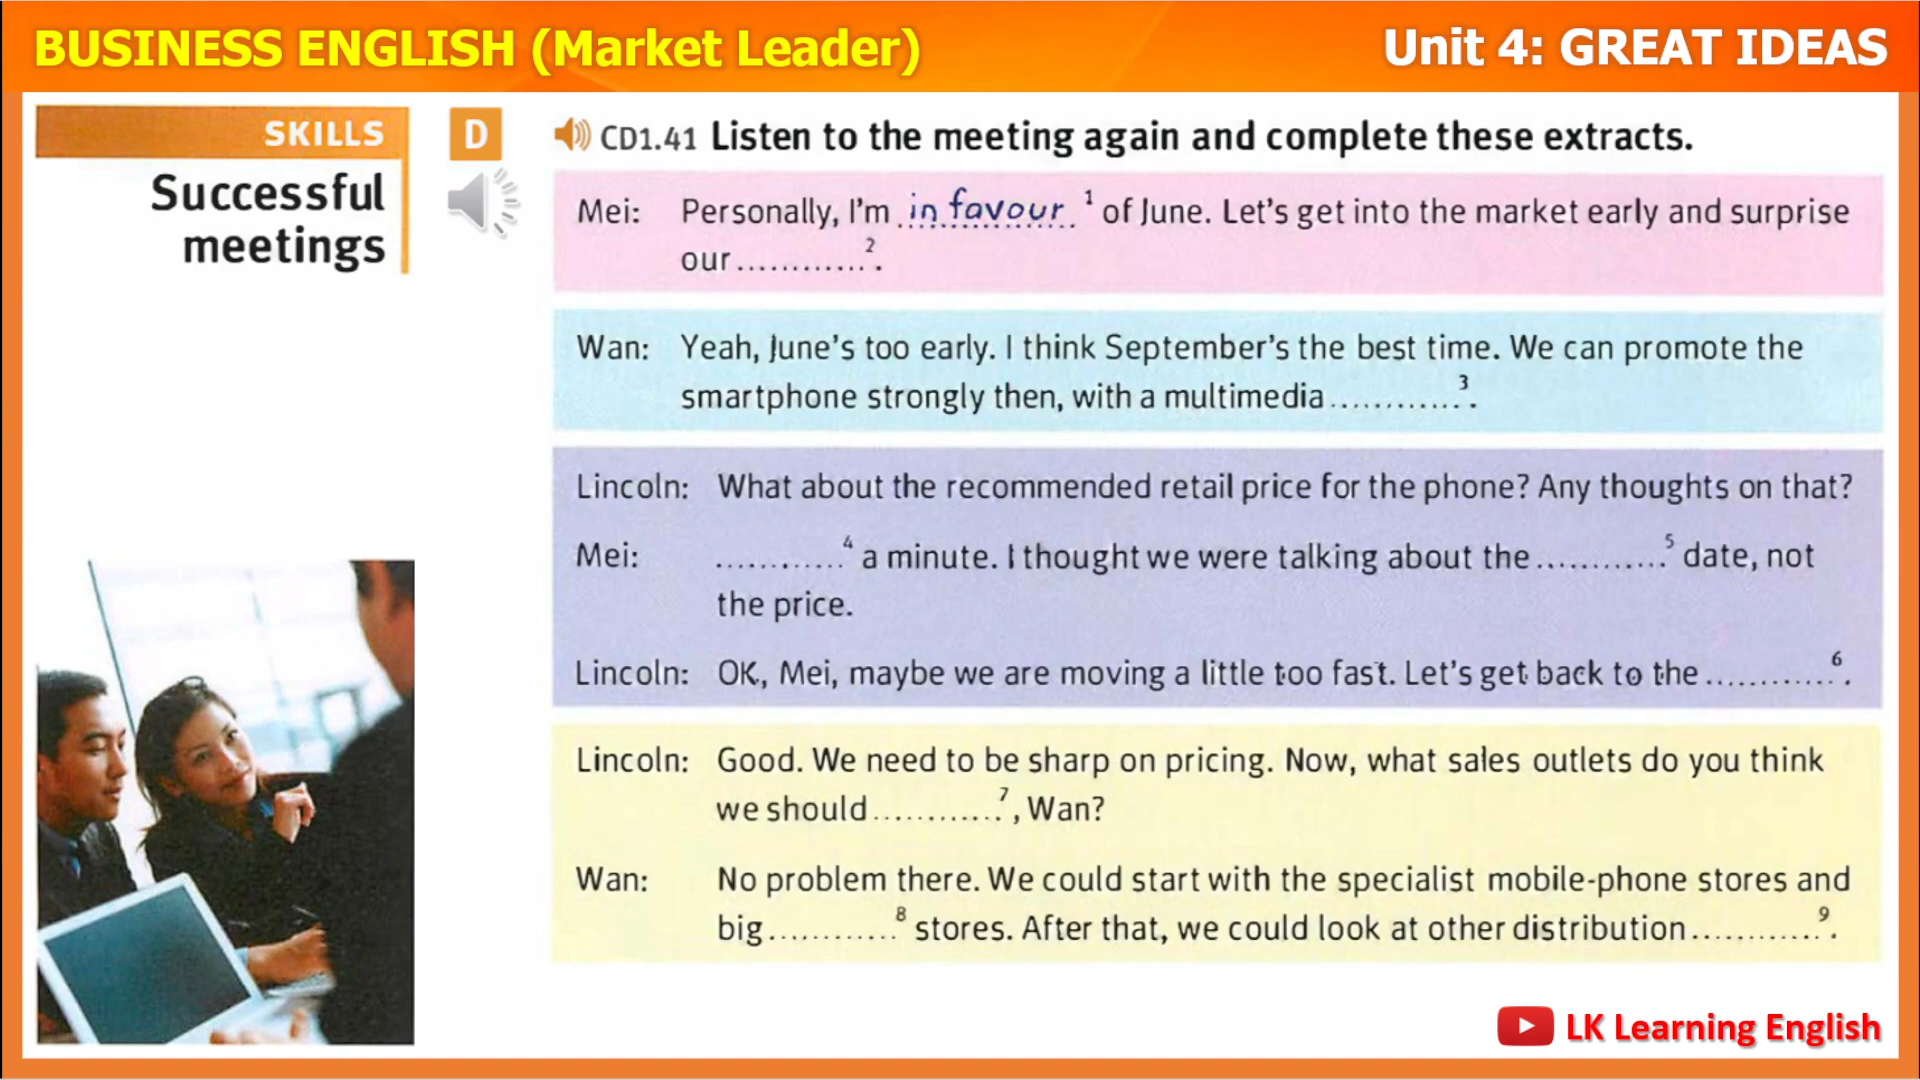 BUSINESS ENGLISH (Market Leader)
Unit 4: GREAT IDEAS
SKILLS
Successful
meetings
D
CD1.41 Listen to the meeting again and complete these extracts.
Mei: Personally, I'm in favour 1 of June. Let's get into the market early and surprise
our ............ 2.
Wan: Yeah, June's too early. I think September's the best time. We can promote the
smartphone strongly then, with a multimedia ............ 3.
Lincoln: What about the recommended retail price for the phone? Any thoughts on that?
Mei: ............ 4 a minute. I thought we were talking about the ............ 5 date, not
the price.
Lincoln: OK, Mei, maybe we are moving a little too fast. Let's get back to the ............ 6.
Lincoln: Good. We need to be sharp on pricing. Now, what sales outlets do you think
we should ............ 7, Wan?
Wan: No problem there. We could start with the specialist mobile-phone stores and
big ............ 8 stores. After that, we could look at other distribution ............ 9.
LK Learning English